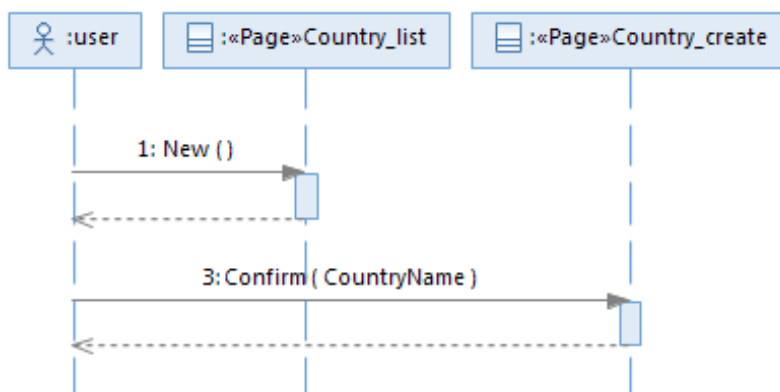 :user
:«Page»Country_list
:«Page»Country_create
1: New ( )
3: Confirm ( CountryName )